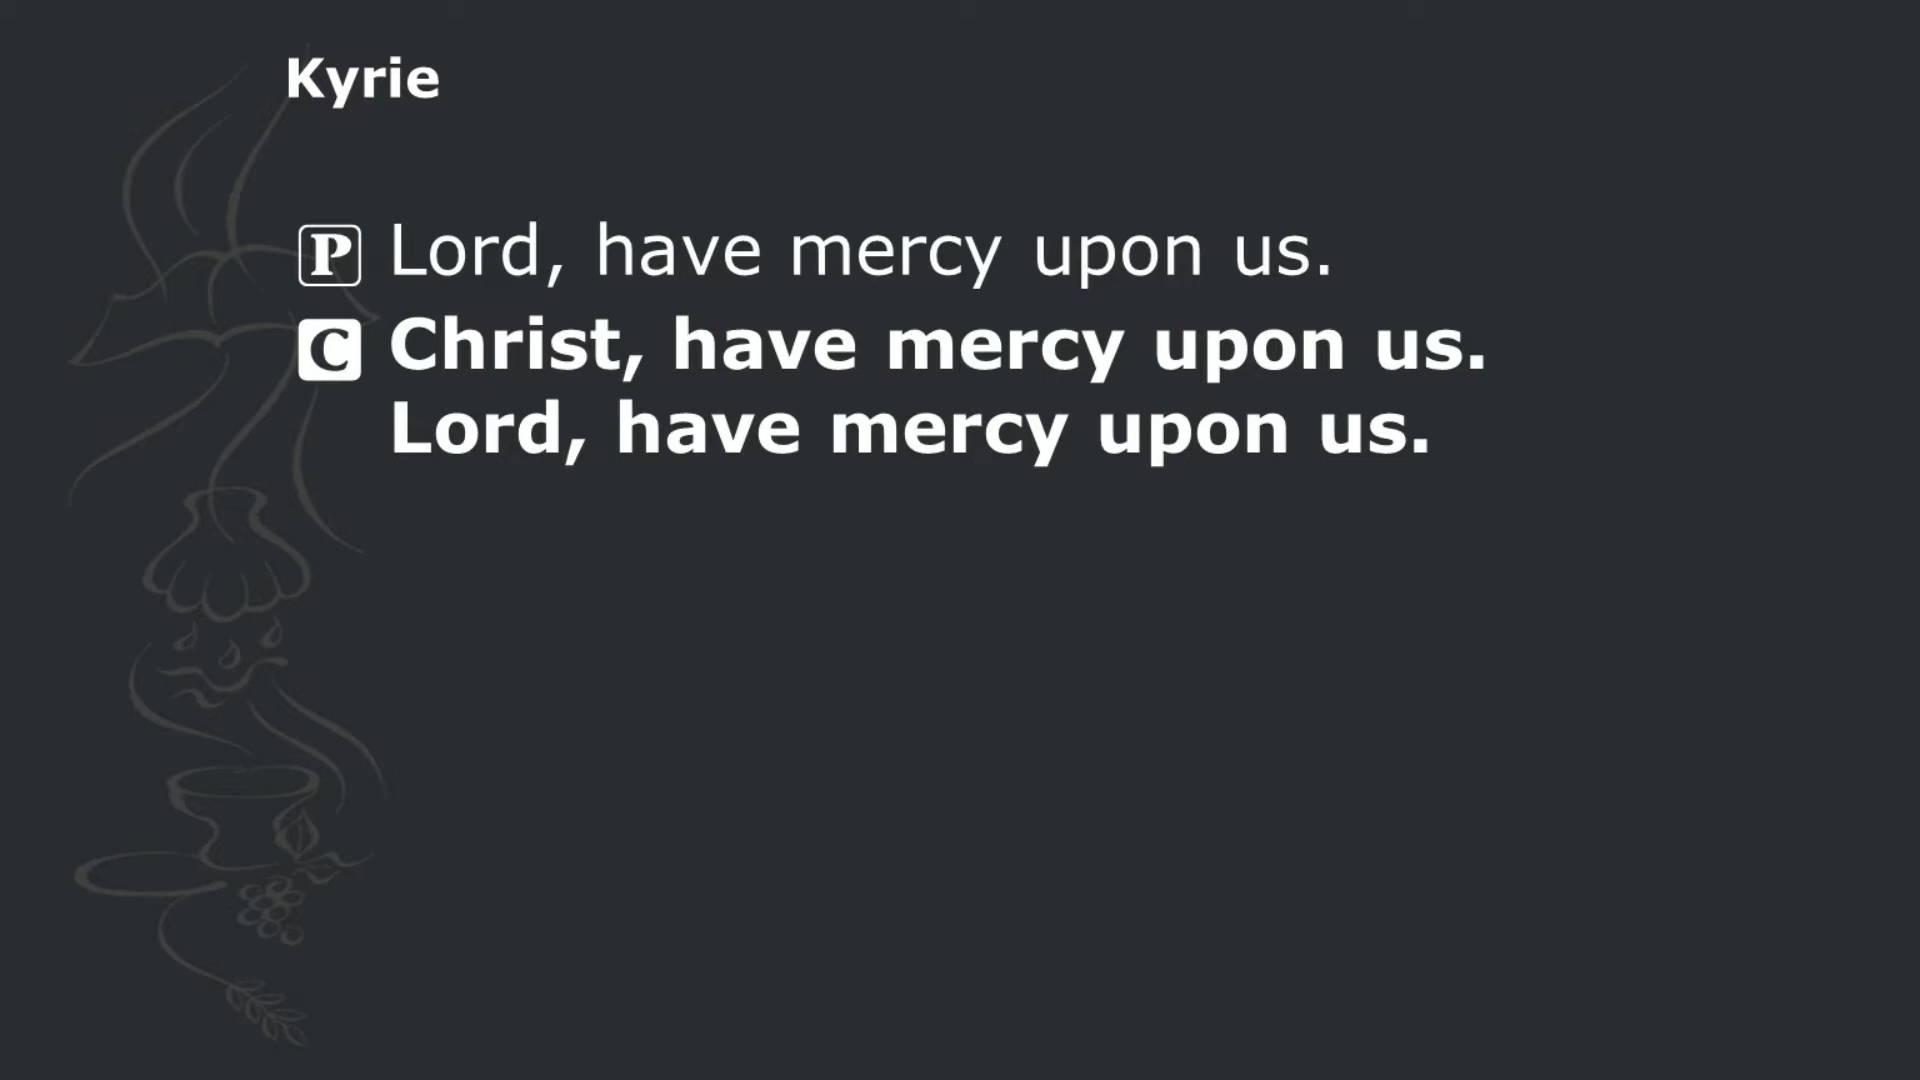 Kyrie
P Lord, have mercy upon us.
C Christ, have mercy upon us.
Lord, have mercy upon us.